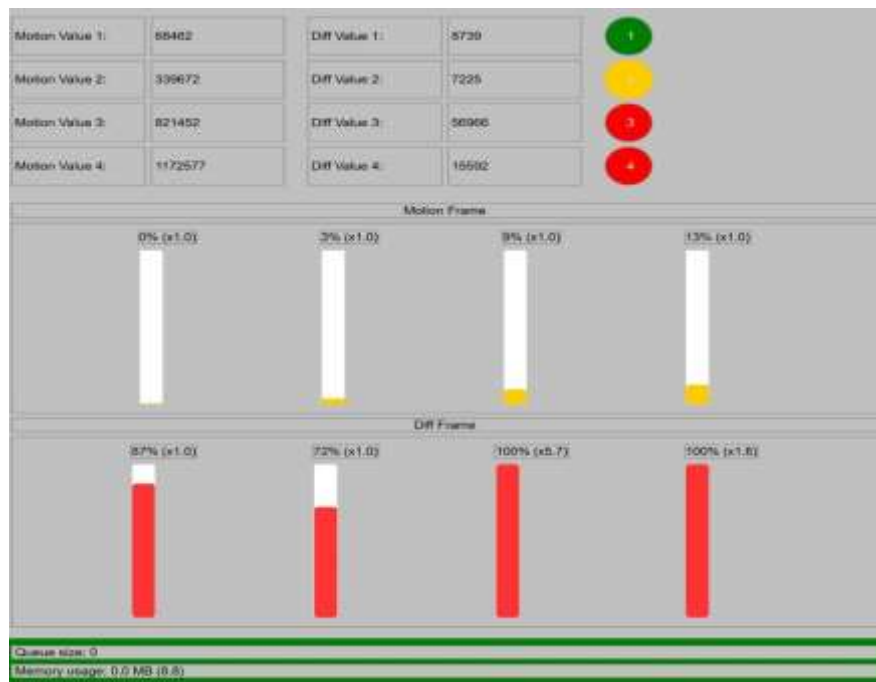 Motion Value 1: 68462 Diff Value 1: 8739 1
Motion Value 2: 339672 Diff Value 2: 7225
Motion Value 3: 821452 Diff Value 3: 56966 3
Motion Value 4: 1172577 Diff Value 4: 15592 4
Motion Frame
0% (x1.0) 3% (x1.0) 9% (x1.0) 13% (x1.0)
Diff Frame
87% (x1.0) 72% (x1.0) 100% (x5.7) 100% (x1.6)
Queue size: 0
Memory usage: 0.0 MB (8.8)